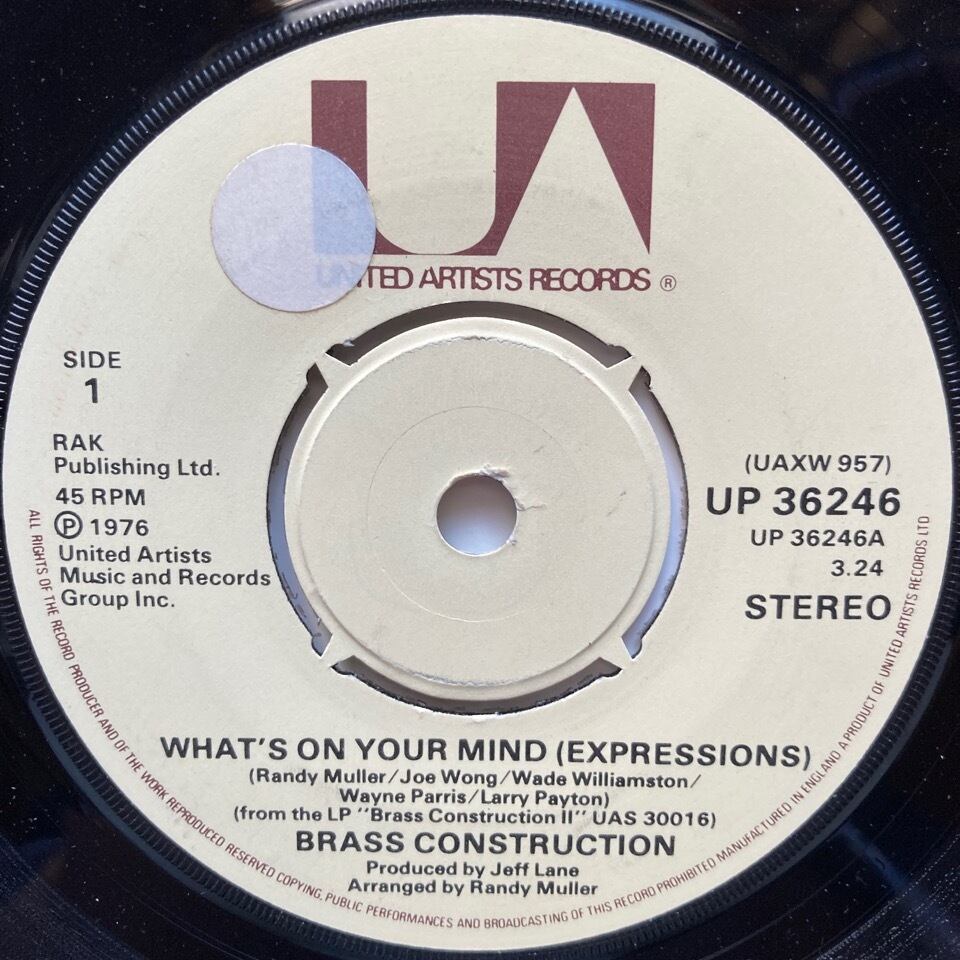 UA
UNITED ARTISTS RECORDS ®
SIDE
1
RAK
Publishing Ltd.
45 RPM
Ⓟ 1976
United Artists
Music and Records
Group Inc.
(UAXW 957)
UP 36246
UP 36246A
3.24
STEREO
WHAT'S ON YOUR MIND (EXPRESSIONS)
(Randy Muller/Joe Wong/Wade Williamston/
Wayne Parris/Larry Payton)
(from the LP "Brass Construction II" UAS 30016)
BRASS CONSTRUCTION
Produced by Jeff Lane
Arranged by Randy Muller
ALL RIGHTS OF THE RECORD PRODUCER AND OF THE WORK REPRODUCED RESERVED COPYING, PUBLIC PERFORMANCES AND BROADCASTING OF THIS RECORD PROHIBITED MANUFACTURED IN ENGLAND A PRODUCT OF UNITED ARTISTS RECORDS LTD